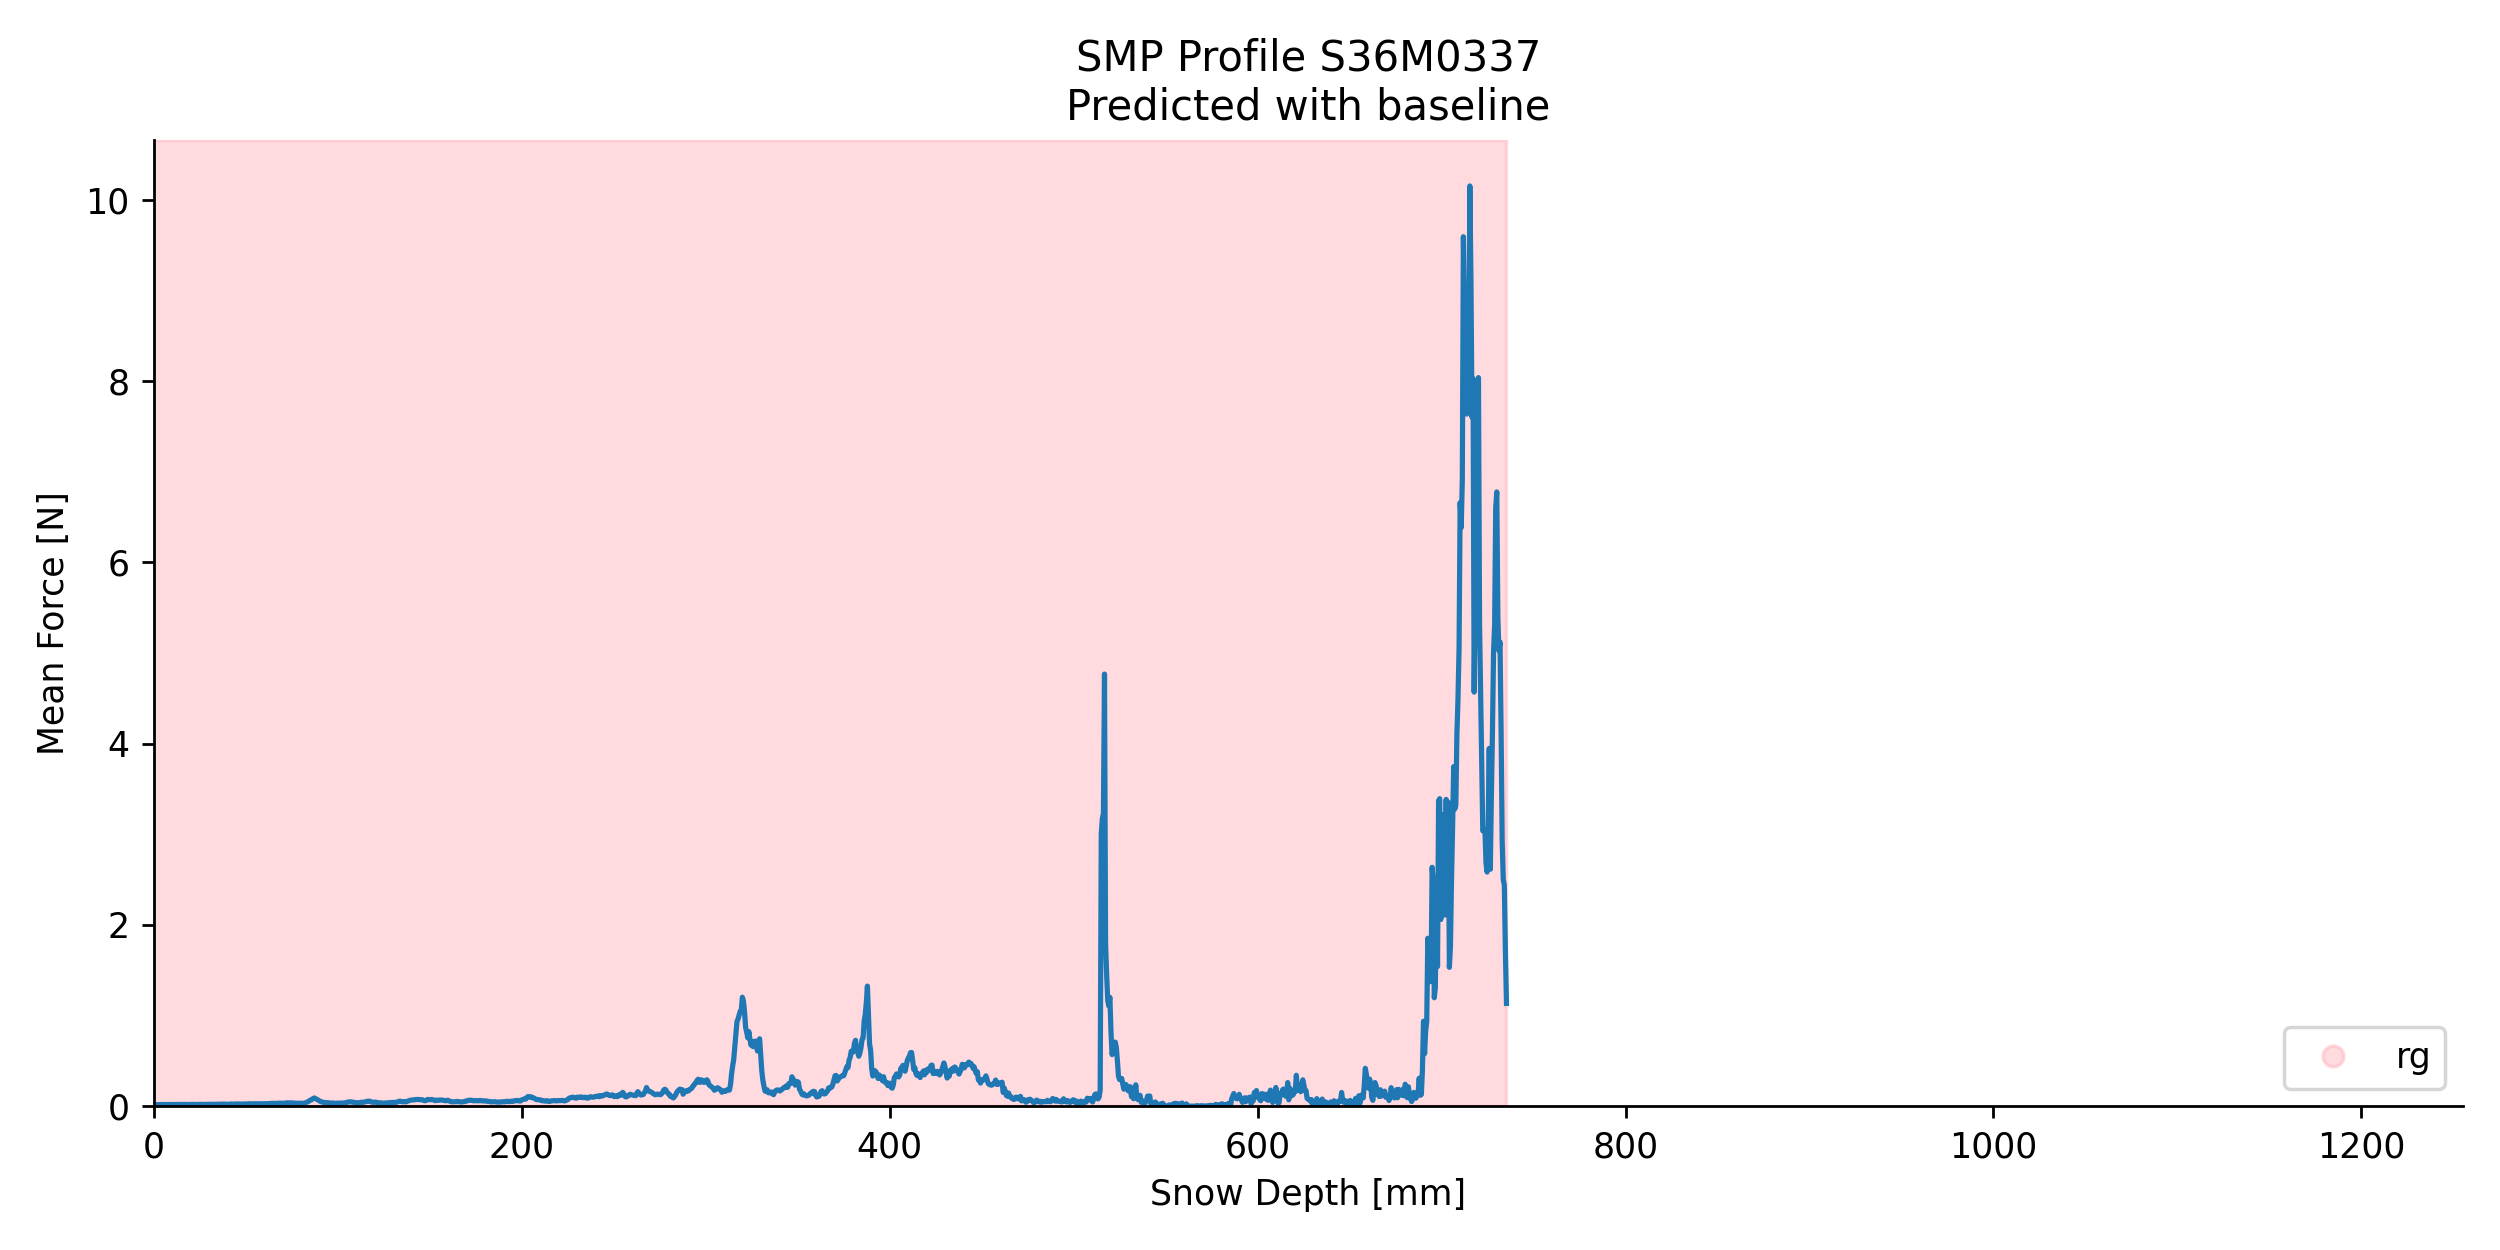 SMP Profile S36M0337
Predicted with baseline
10
8
6
4
2
0
Mean Force [N]
0 200 400 600 800 1000 1200
Snow Depth [mm]
rg